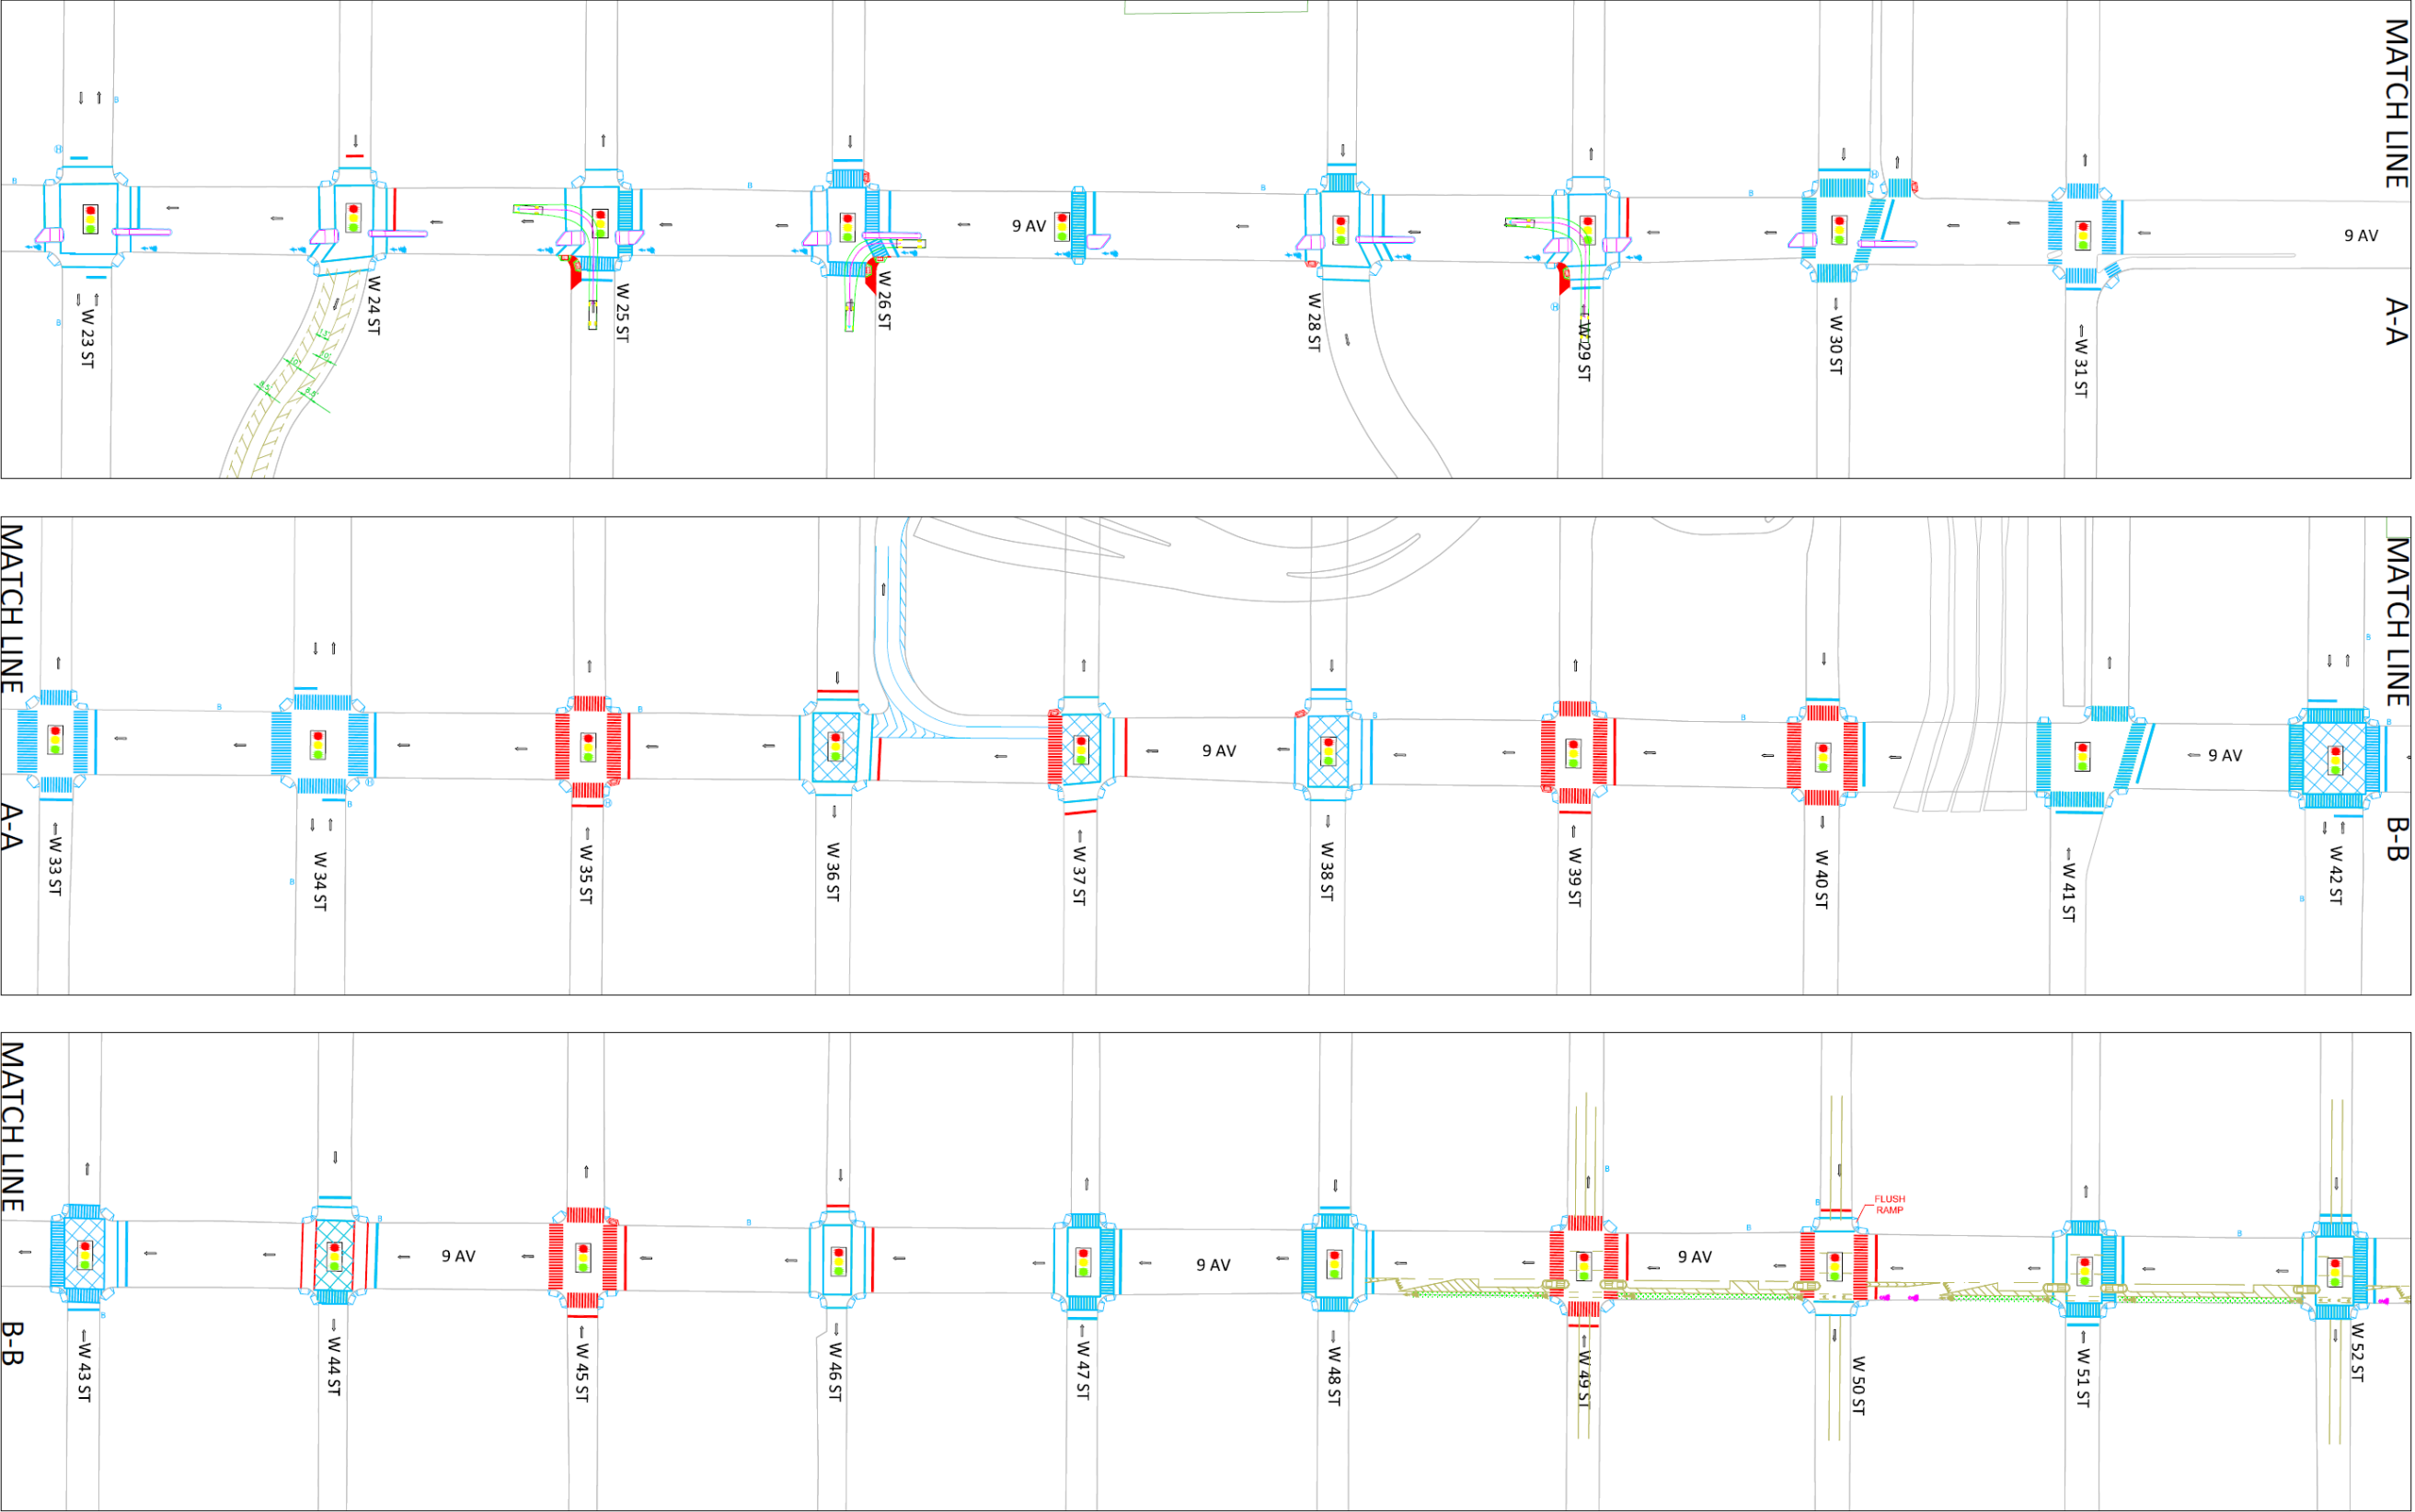 MATCH LINE
A-A
B
B
H
B
B
9 AV
B
B
H
H
B
9 AV
W 23 ST
W 24 ST
W 25 ST
W 26 ST
W 28 ST
W 29 ST
W 30 ST
W 31 ST
MATCH LINE
A-A
MATCH LINE
B-B
B
B
B
B
B
B
9 AV
9 AV
H
B
H
B
B
W 33 ST
W 34 ST
W 35 ST
W 36 ST
W 37 ST
W 38 ST
W 39 ST
W 40 ST
W 41 ST
W 42 ST
MATCH LINE
B-B
B
B
FLUSH
RAMP
B
B
B
B
9 AV
9 AV
9 AV
B
W 43 ST
W 44 ST
W 45 ST
W 46 ST
W 47 ST
W 48 ST
W 49 ST
W 50 ST
W 51 ST
W 52 ST